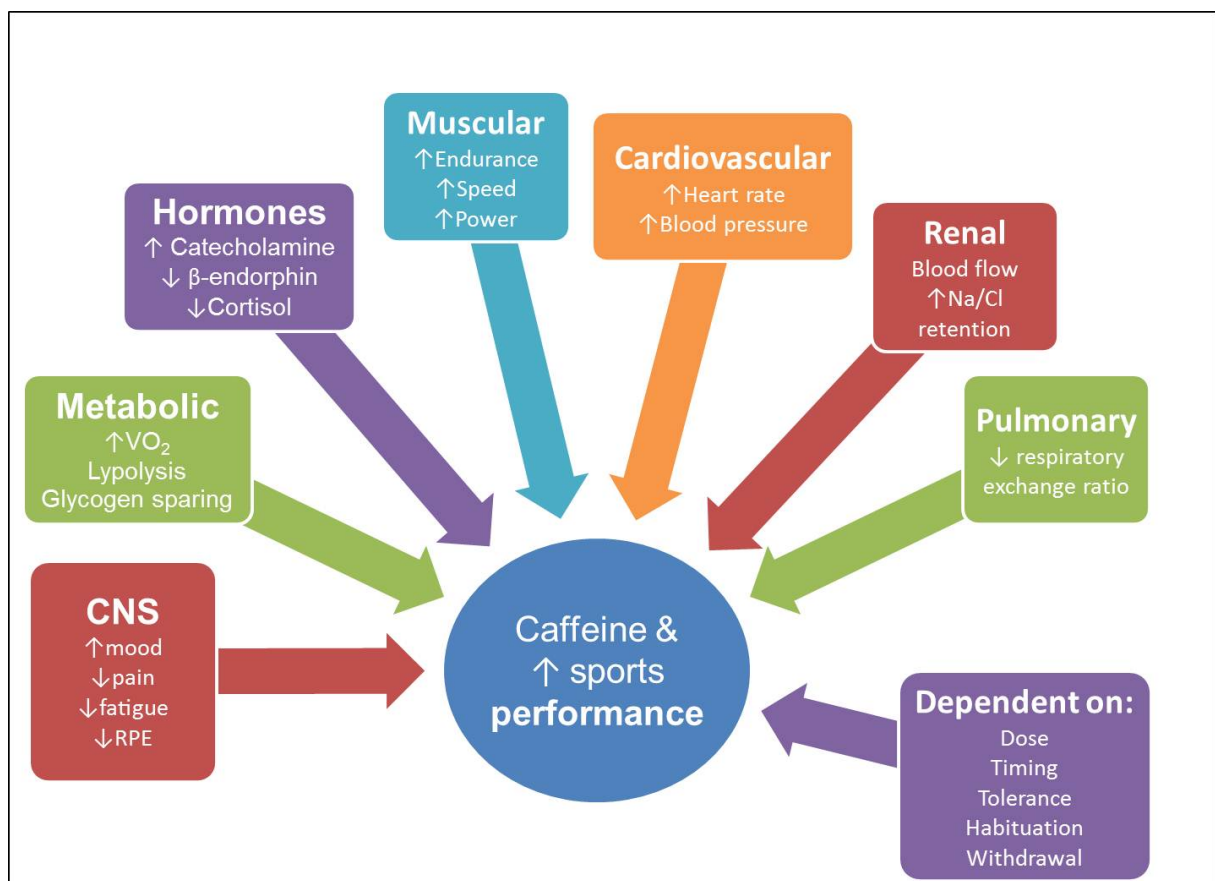 Muscular
↑Endurance
↑Speed
↑Power
Cardiovascular
↑Heart rate
↑Blood pressure
Hormones
↑ Catecholamine
↓ β-endorphin
↓Cortisol
Renal
Blood flow
↑Na/Cl
retention
Metabolic
↑VO₂
Lypolysis
Glycogen sparing
Pulmonary
↓ respiratory
exchange ratio
CNS
↑mood
↓pain
↓fatigue
↓RPE
Caffeine &
↑ sports
performance
Dependent on:
Dose
Timing
Tolerance
Habituation
Withdrawal